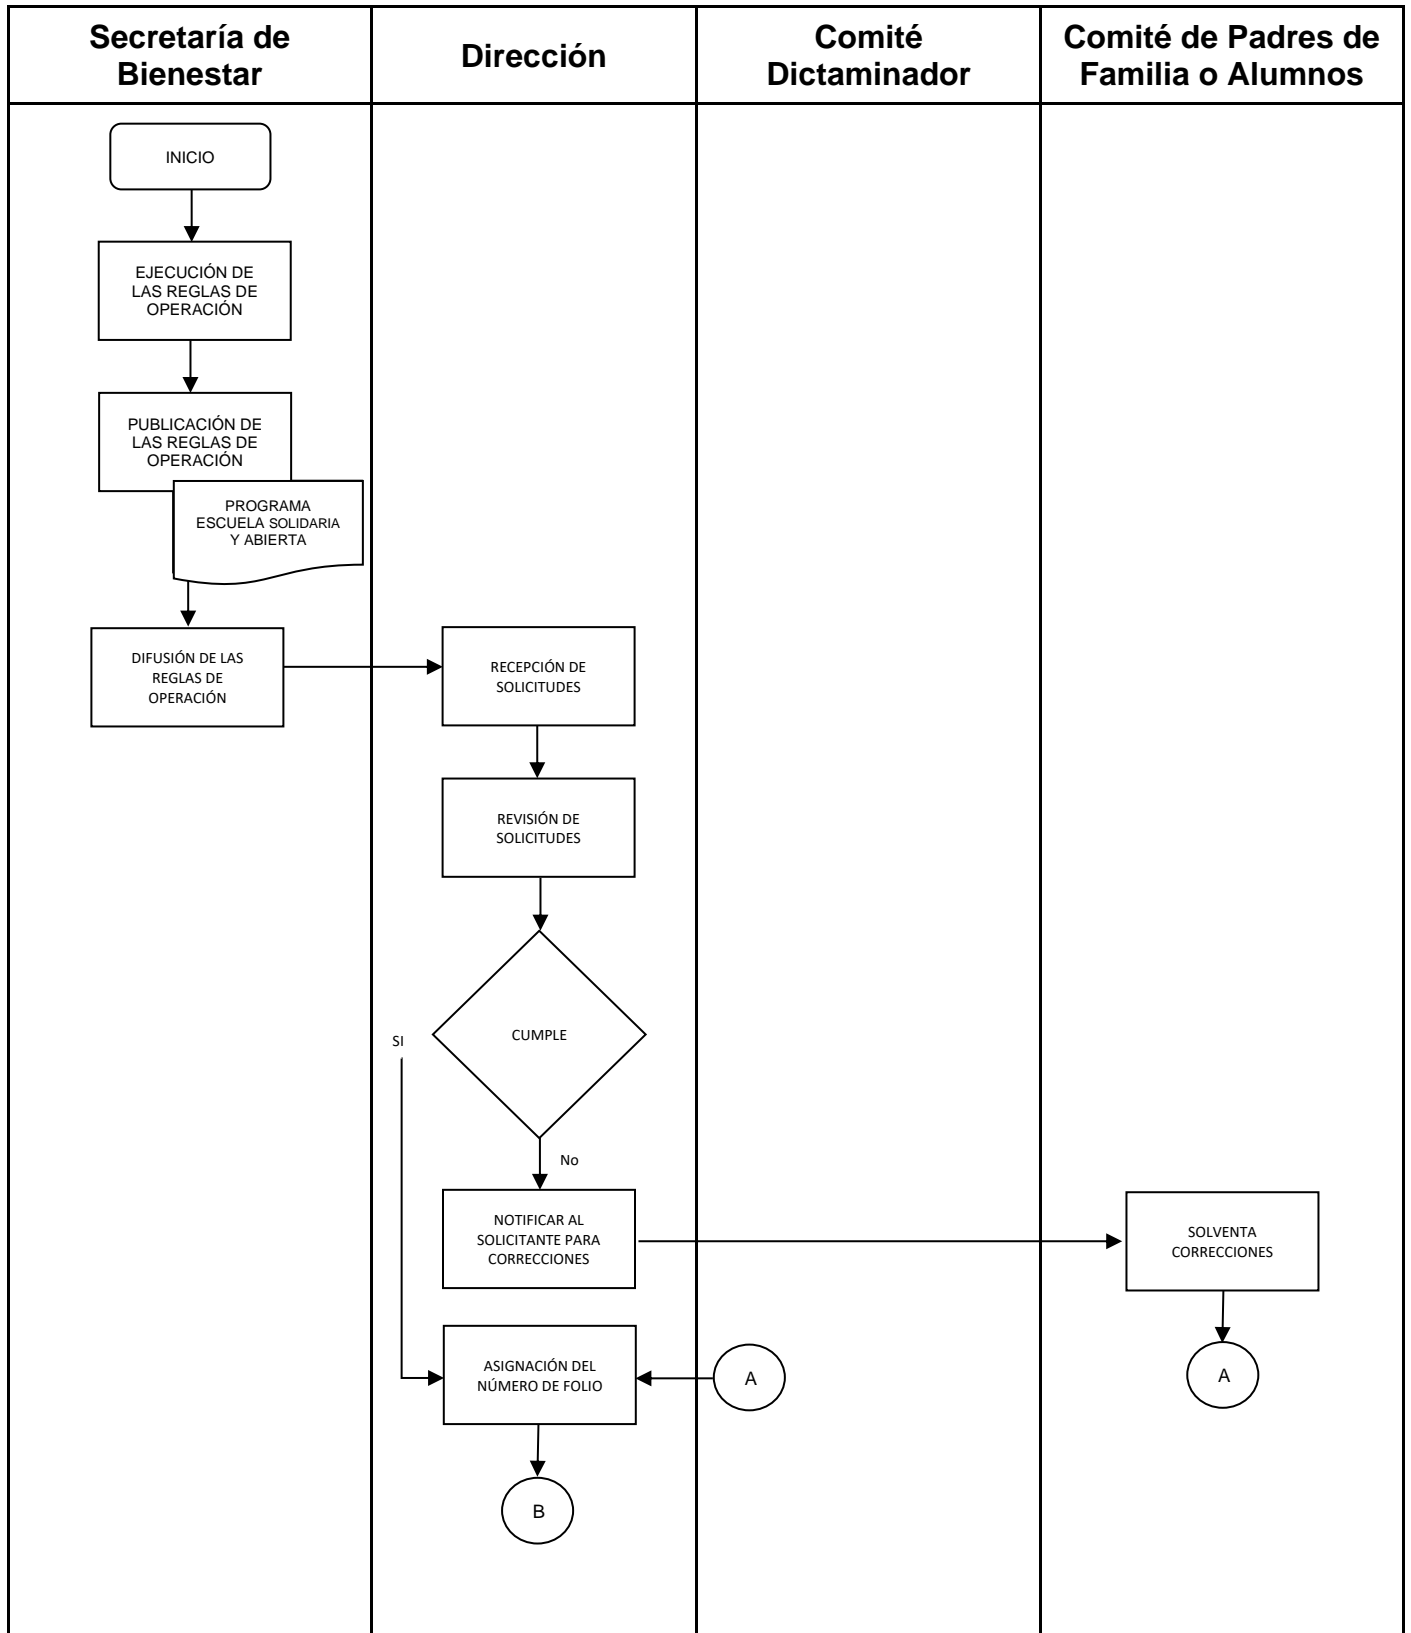 Secretaría de
Bienestar
Dirección
Comité
Dictaminador
Comité de Padres de
Familia o Alumnos
INICIO
EJECUCIÓN DE
LAS REGLAS DE
OPERACIÓN
PUBLICACIÓN DE
LAS REGLAS DE
OPERACIÓN
PROGRAMA
ESCUELA SOLIDARIA
Y ABIERTA
DIFUSIÓN DE LAS
REGLAS DE
OPERACIÓN
RECEPCIÓN DE
SOLICITUDES
REVISIÓN DE
SOLICITUDES
CUMPLE
SI
No
NOTIFICAR AL
SOLICITANTE PARA
CORRECCIONES
SOLVENTA
CORRECCIONES
ASIGNACIÓN DEL
NÚMERO DE FOLIO
A
A
B